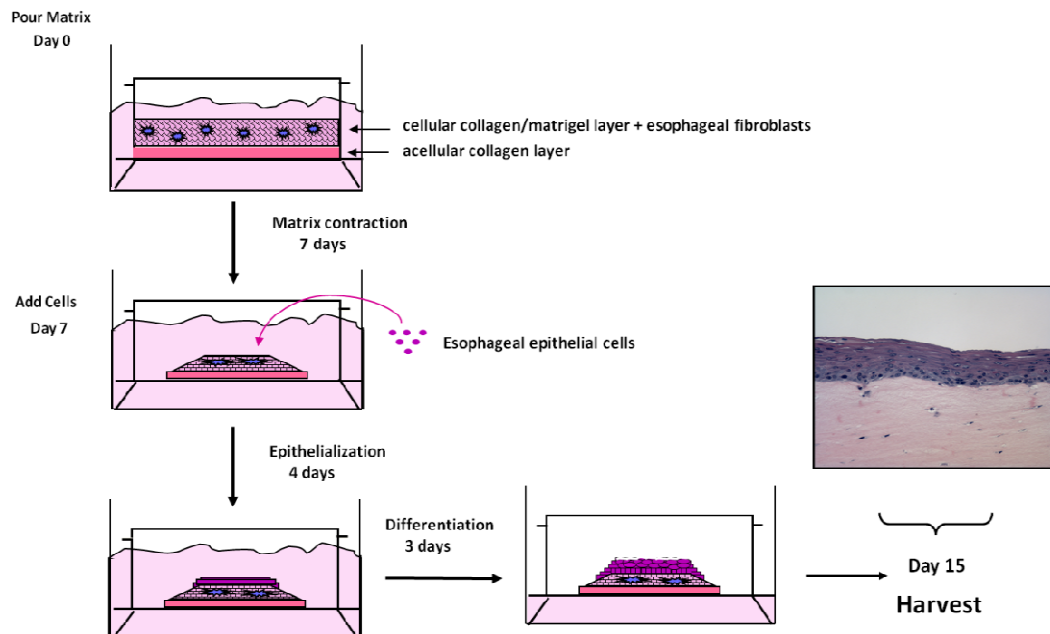 Pour Matrix
Day 0
cellular collagen/matrigel layer + esophageal fibroblasts
acellular collagen layer
Matrix contraction
7 days
Add Cells
Day 7
Esophageal epithelial cells
Epithelialization
4 days
Differentiation
3 days
Day 15
Harvest